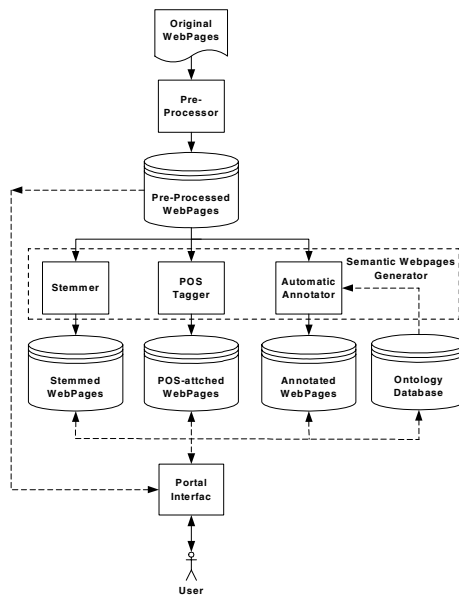 Original
WebPages
Pre-
Processor
Pre-Processed
WebPages
Semantic Webpages
Generator
Stemmer
POS
Tagger
Automatic
Annotator
Stemmed
WebPages
POS-attched
WebPages
Annotated
WebPages
Ontology
Database
Portal
Interfac
User